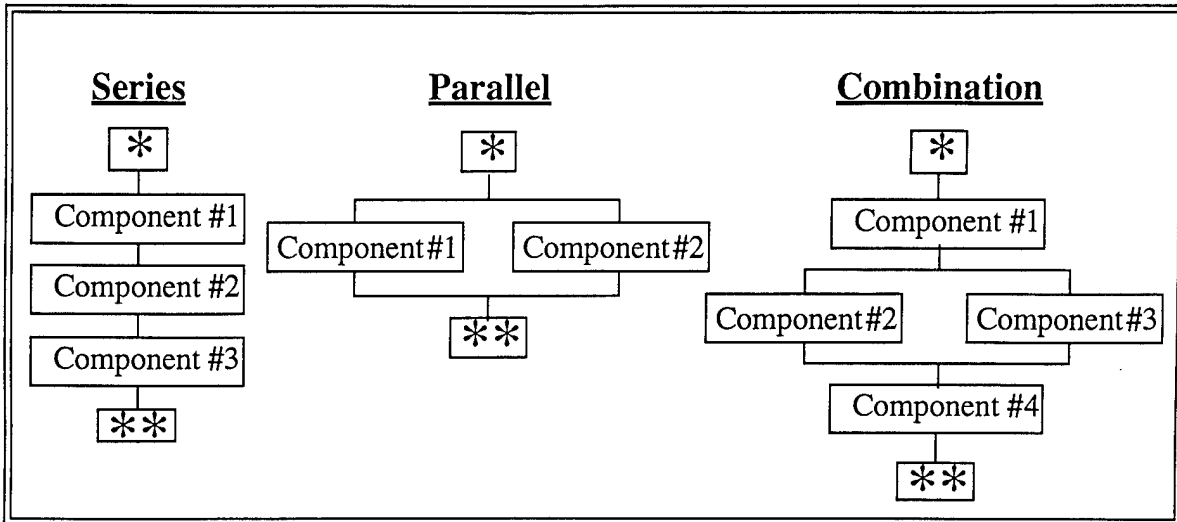 Series
*
Component #1
Component #2
Component #3
**
Parallel
*
Component #1
Component #2
**
Combination
*
Component #1
Component #2
Component #3
Component #4
**